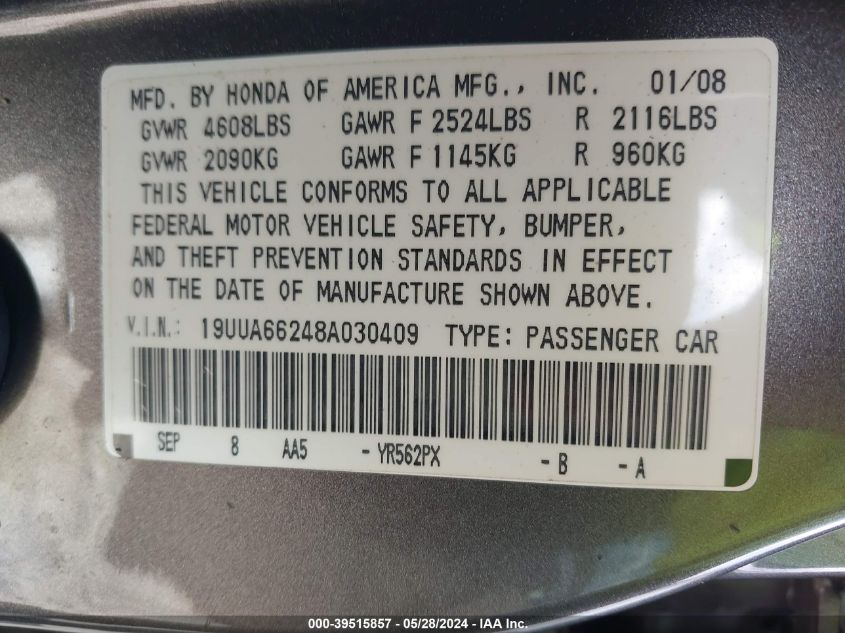 MFD. BY HONDA OF AMERICA MFG., INC. 01/08
GVWR 4608LBS GAWR F 2524LBS R 2116LBS
GVWR 2090KG GAWR F 1145KG R 960KG
THIS VEHICLE CONFORMS TO ALL APPLICABLE
FEDERAL MOTOR VEHICLE SAFETY, BUMPER,
AND THEFT PREVENTION STANDARDS IN EFFECT
ON THE DATE OF MANUFACTURE SHOWN ABOVE.
V.I.N.: 19UUA66248A030409 TYPE: PASSENGER CAR
SEP 8 AA5 - YR562PX - B - A
000-39515857 - 05/28/2024 - IAA Inc.